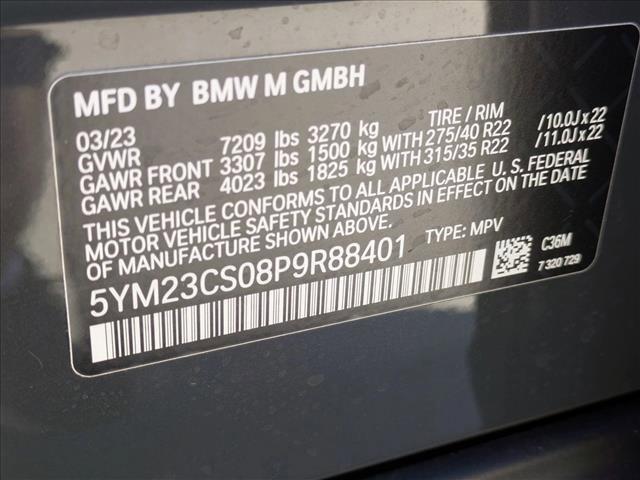 MFD BY BMW M GMBH
03/23 TIRE / RIM
GVWR 7209 lbs 3270 kg
GAWR FRONT 3307 lbs 1500 kg WITH 275/40 R22 /10.0J x 22
GAWR REAR 4023 lbs 1825 kg WITH 315/35 R22 /11.0J x 22
THIS VEHICLE CONFORMS TO ALL APPLICABLE U. S. FEDERAL
MOTOR VEHICLE SAFETY STANDARDS IN EFFECT ON THE DATE
OF MANUFACTURE SHOWN ABOVE.
5YM23CS08P9R88401 TYPE: MPV C36M
7 320 729